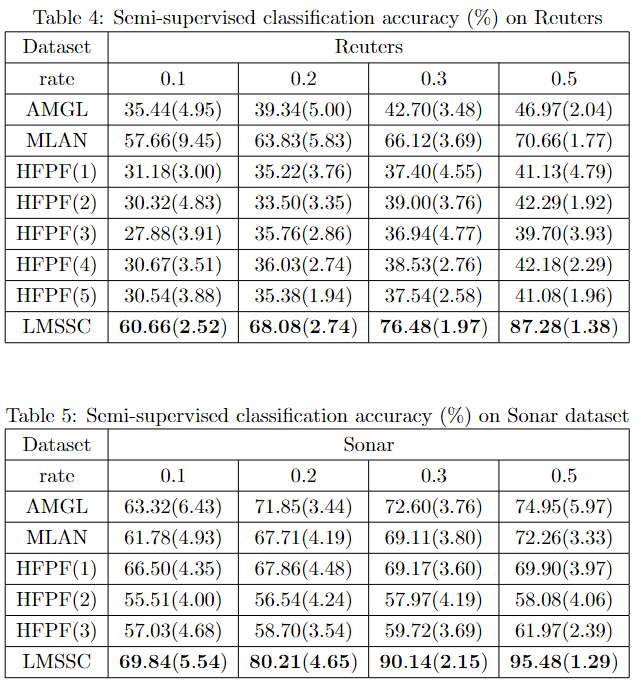 Table 4: Semi-supervised classification accuracy (%) on Reuters
Dataset Reuters
rate 0.1 0.2 0.3 0.5
AMGL 35.44(4.95) 39.34(5.00) 42.70(3.48) 46.97(2.04)
MLAN 57.66(9.45) 63.83(5.83) 66.12(3.69) 70.66(1.77)
HFPF(1) 31.18(3.00) 35.22(3.76) 37.40(4.55) 41.13(4.79)
HFPF(2) 30.32(4.83) 33.50(3.35) 39.00(3.76) 42.29(1.92)
HFPF(3) 27.88(3.91) 35.76(2.86) 36.94(4.77) 39.70(3.93)
HFPF(4) 30.67(3.51) 36.03(2.74) 38.53(2.76) 42.18(2.29)
HFPF(5) 30.54(3.88) 35.38(1.94) 37.54(2.58) 41.08(1.96)
LMSSC 60.66(2.52) 68.08(2.74) 76.48(1.97) 87.28(1.38)
Table 5: Semi-supervised classification accuracy (%) on Sonar dataset
Dataset Sonar
rate 0.1 0.2 0.3 0.5
AMGL 63.32(6.43) 71.85(3.44) 72.60(3.76) 74.95(5.97)
MLAN 61.78(4.93) 67.71(4.19) 69.11(3.80) 72.26(3.33)
HFPF(1) 66.50(4.35) 67.86(4.48) 69.17(3.60) 69.90(3.97)
HFPF(2) 55.51(4.00) 56.54(4.24) 57.97(4.19) 58.08(4.06)
HFPF(3) 57.03(4.68) 58.70(3.54) 59.72(3.69) 61.97(2.39)
LMSSC 69.84(5.54) 80.21(4.65) 90.14(2.15) 95.48(1.29)